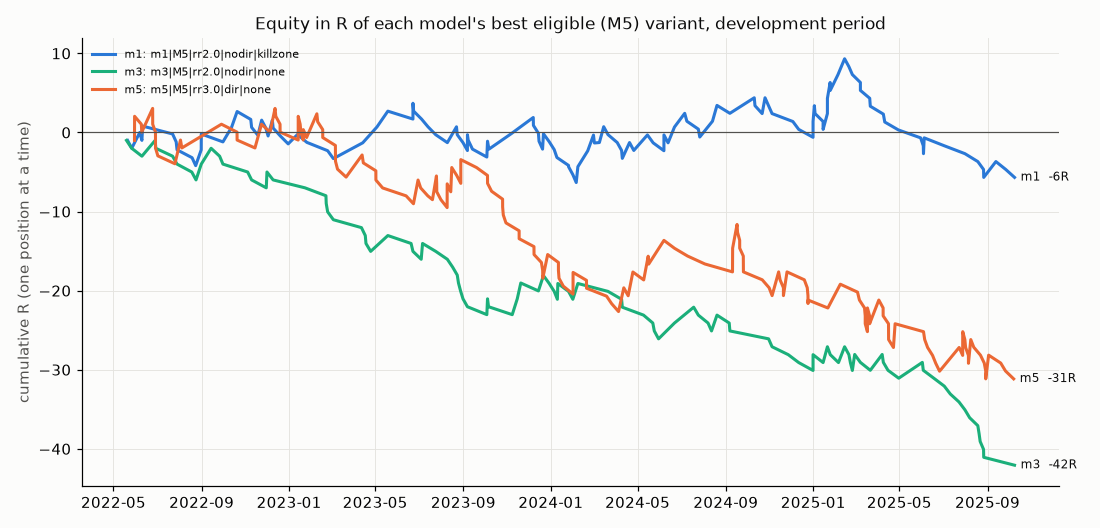 Equity in R of each model's best eligible (M5) variant, development period
m1: m1|M5|rr2.0|nodir|killzone
m3: m3|M5|rr2.0|nodir|none
m5: m5|M5|rr3.0|dir|none
cumulative R (one position at a time)
10
0
−10
−20
−30
−40
m1 -6R
m5 -31R
m3 -42R
2022-05 2022-09 2023-01 2023-05 2023-09 2024-01 2024-05 2024-09 2025-01 2025-05 2025-09